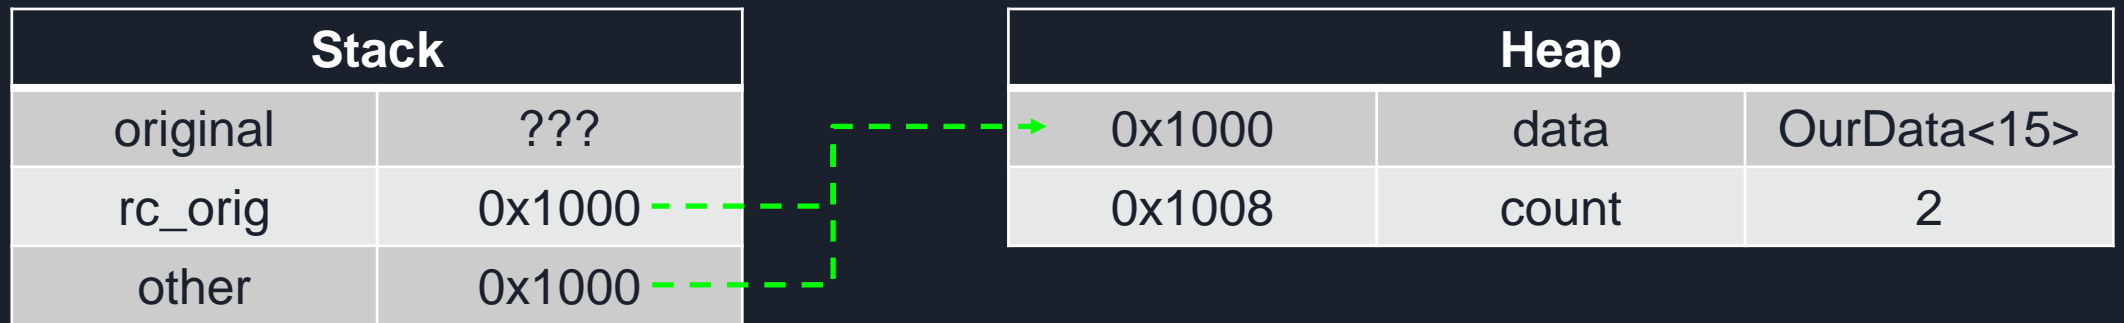 Stack
original ???
rc_orig 0x1000
other 0x1000
Heap
0x1000 data OurData<15>
0x1008 count 2